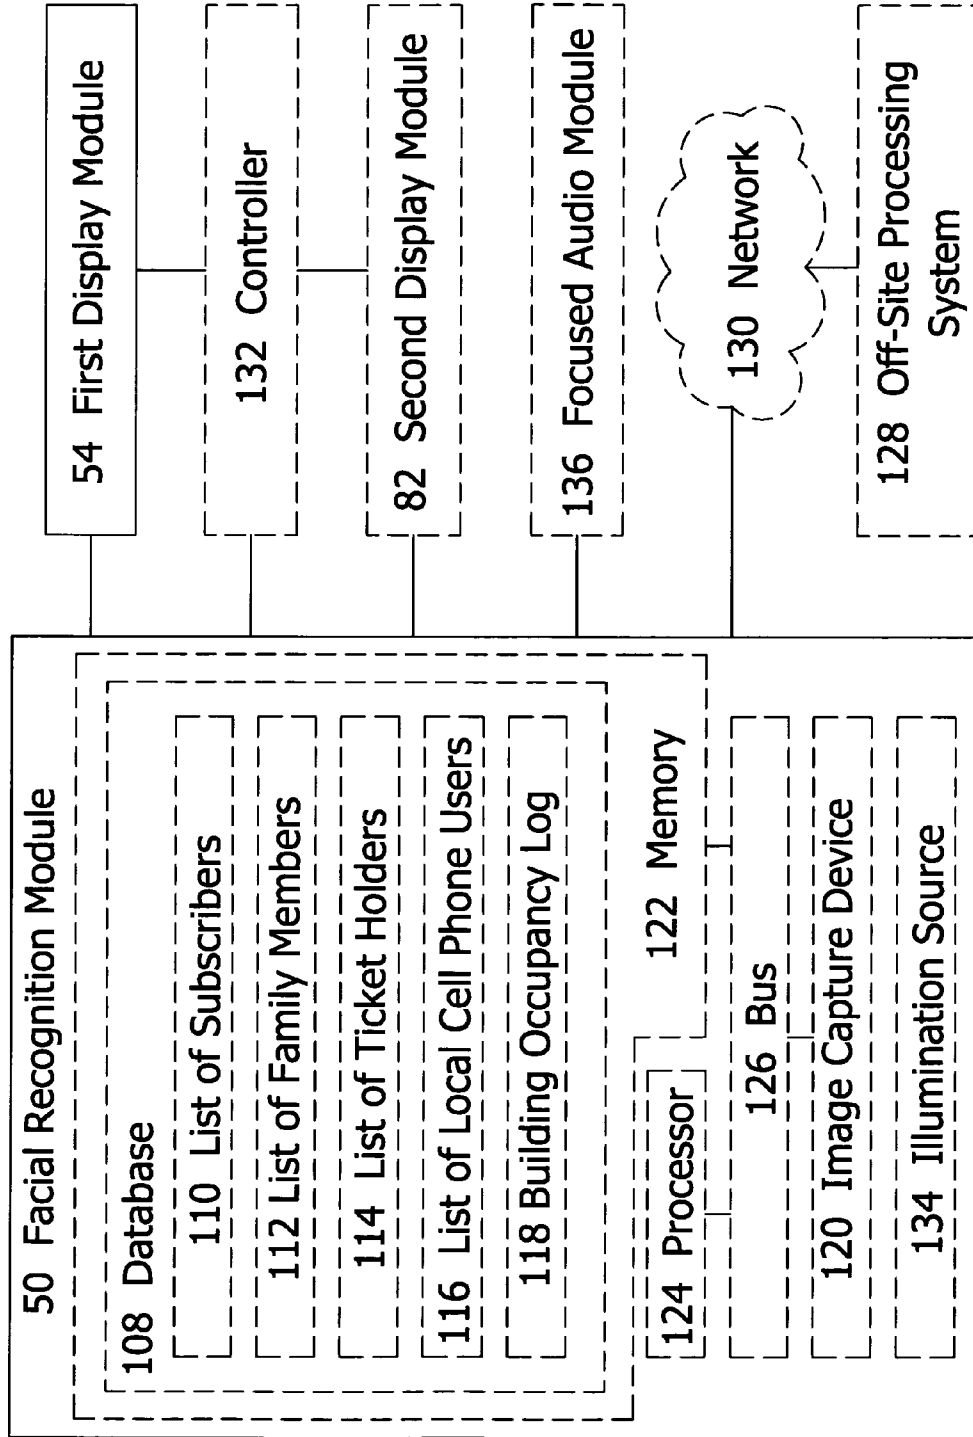 50 Facial Recognition Module
108 Database
110 List of Subscribers
112 List of Family Members
114 List of Ticket Holders
116 List of Local Cell Phone Users
118 Building Occupancy Log
122 Memory
124 Processor
126 Bus
120 Image Capture Device
134 Illumination Source
54 First Display Module
132 Controller
82 Second Display Module
136 Focused Audio Module
130 Network
128 Off-Site Processing
System